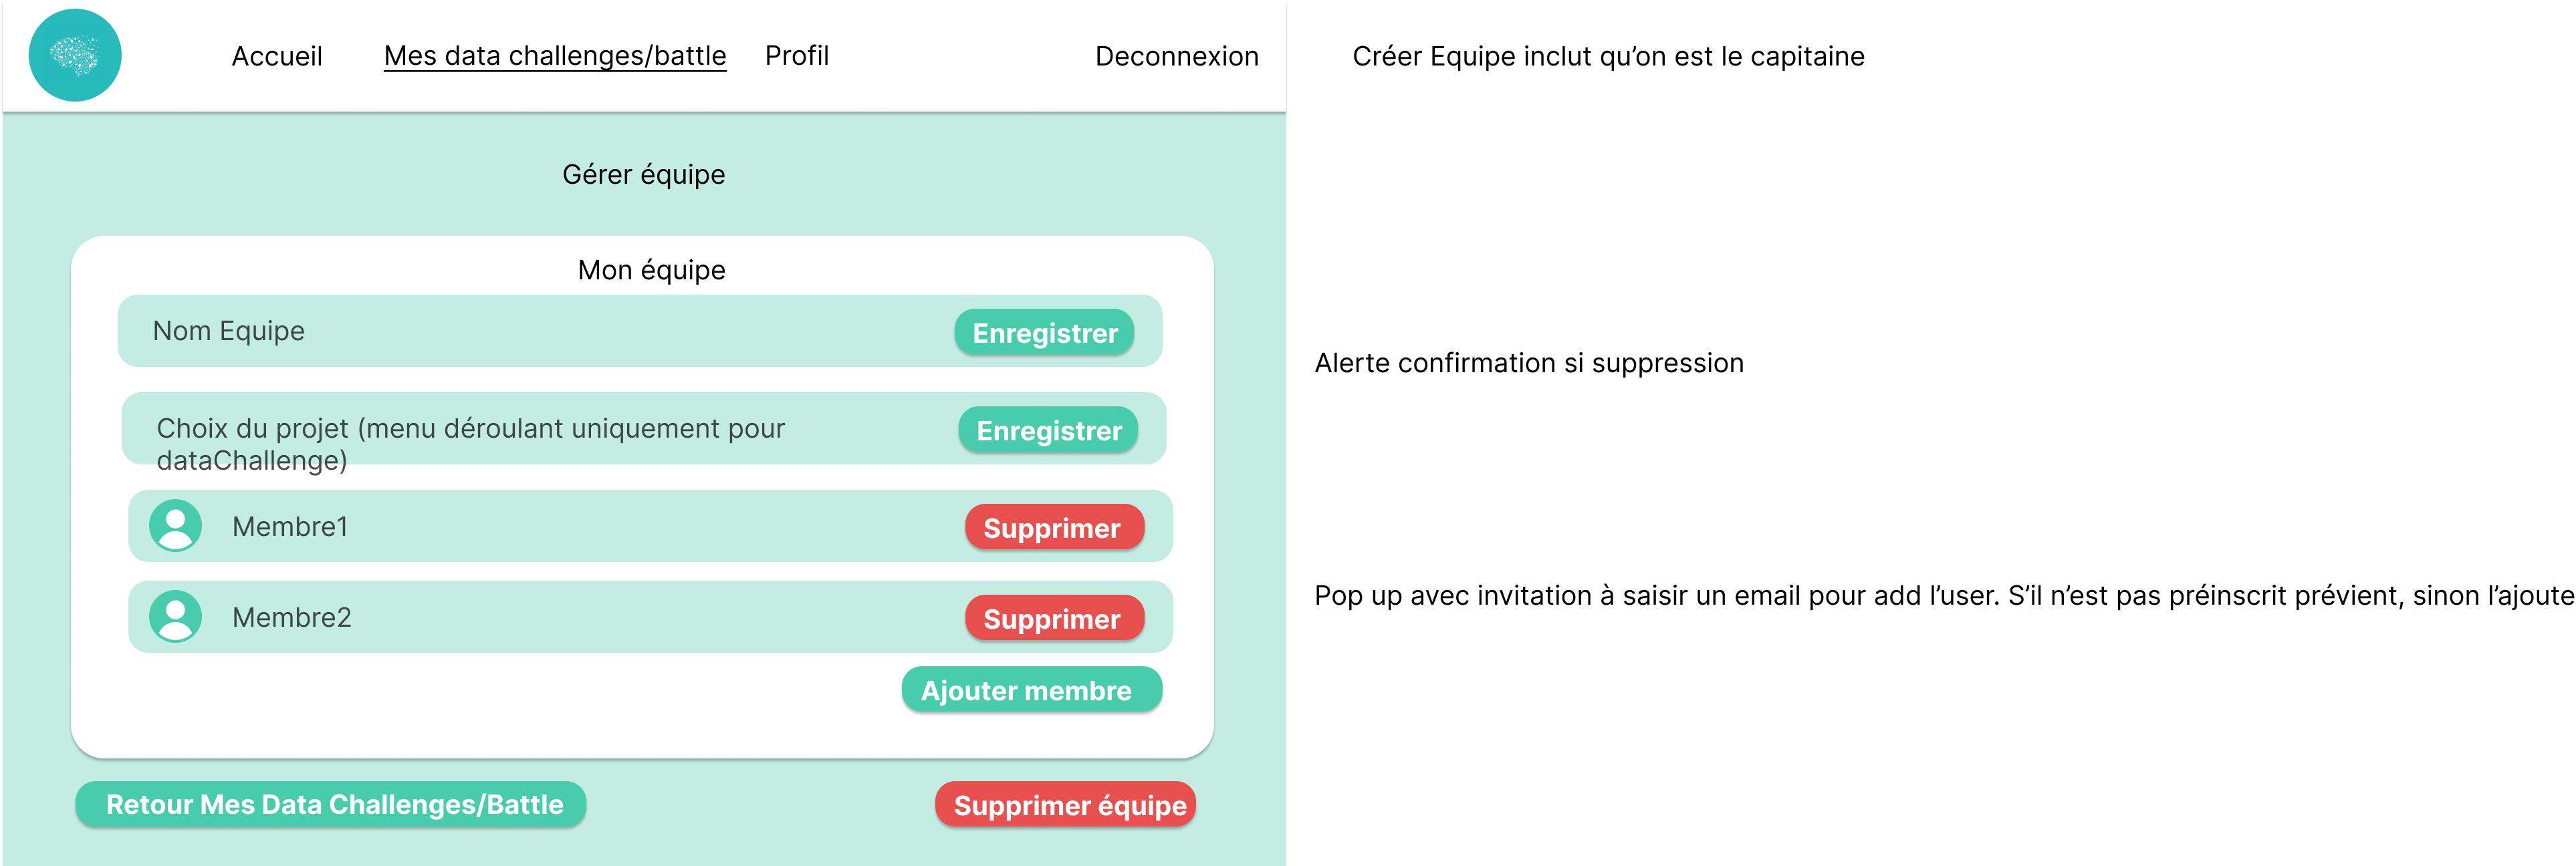 Accueil
Mes data challenges/battle
Profil
Deconnexion
Créer Equipe inclut qu’on est le capitaine
Gérer équipe
Mon équipe
Nom Equipe
Enregistrer
Alerte confirmation si suppression
Choix du projet (menu déroulant uniquement pour
dataChallenge)
Enregistrer
Membre1
Supprimer
Pop up avec invitation à saisir un email pour add l’user. S’il n’est pas préinscrit prévient, sinon l’ajoute
Membre2
Supprimer
Ajouter membre
Retour Mes Data Challenges/Battle
Supprimer équipe